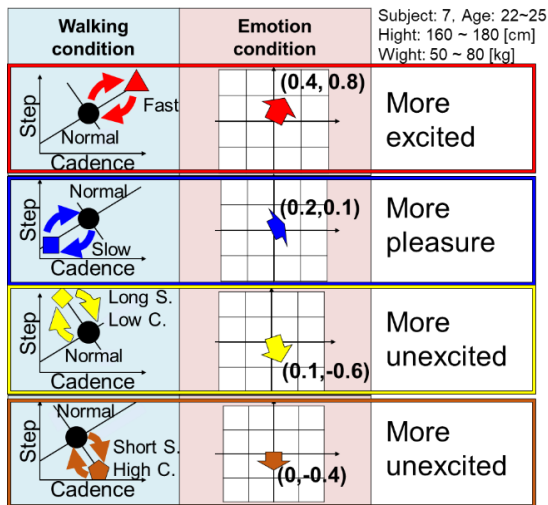 Walking
condition
Emotion
condition
Subject: 7, Age: 22~25
Hight: 160 ~ 180 [cm]
Wight: 50 ~ 80 [kg]
Step
Fast
Normal
Cadence
(0.4, 0.8)
More
excited
Step
Normal
Slow
Cadence
(0.2,0.1)
More
pleasure
Step
Long S.
Low C.
Normal
Cadence
(0.1,-0.6)
More
unexcited
Step
Normal
Short S.
High C.
Cadence
(0,-0.4)
More
unexcited